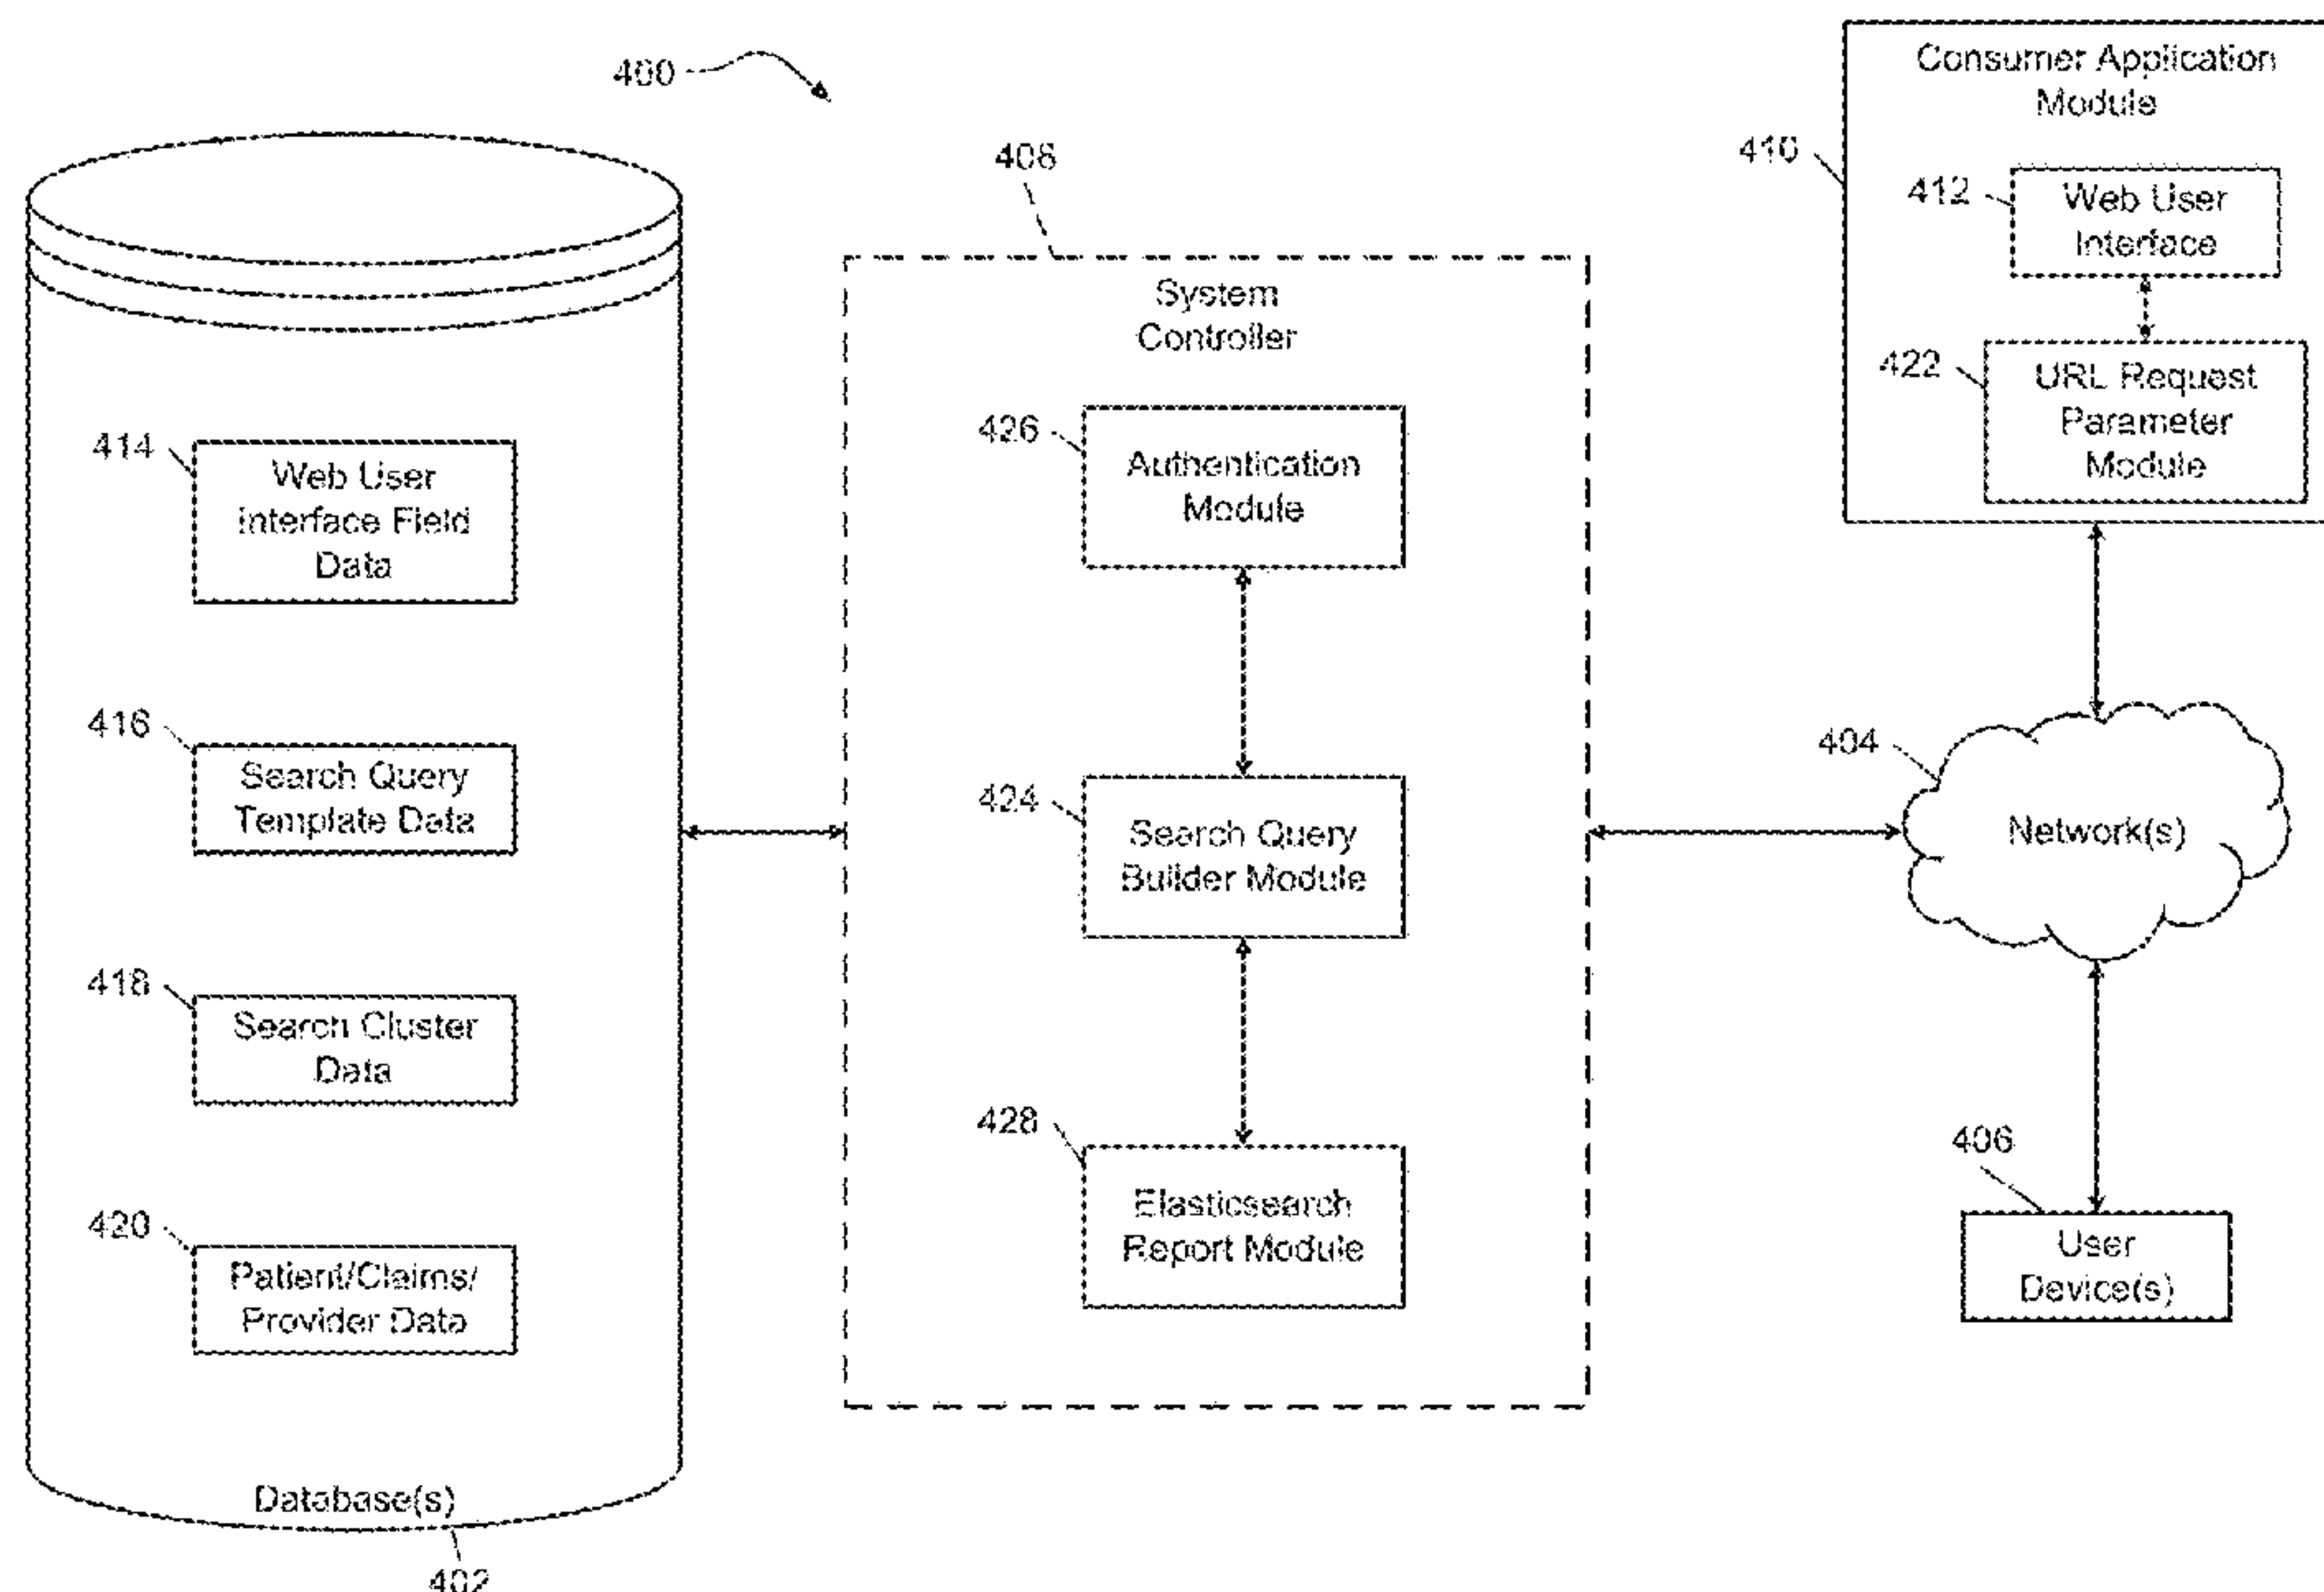 400
Consumer Application
Module
410
412
Web User
Interface
422
URL Request
Parameter
Module
408
System
Controller
426
Authentication
Module
424
Search Query
Builder Module
428
Elasticsearch
Report Module
414
Web User
Interface Field
Data
416
Search Query
Template Data
418
Search Cluster
Data
420
Patient/Claims/
Provider Data
Database(s)
402
404
Network(s)
406
User
Device(s)